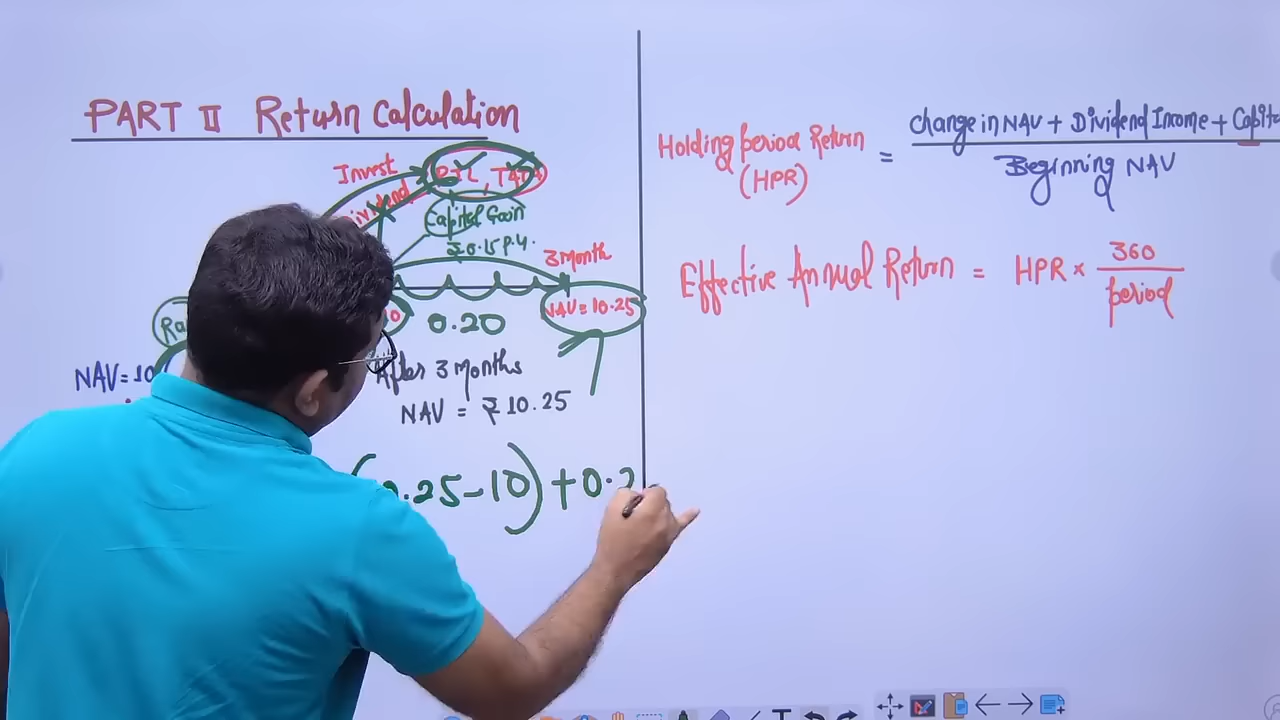 PART II Return Calculation
Invest
Dividend
Capital Gain
₹0.15 P.U.
3 Month
0.20
NAV = 10.25
NAV=10
After 3 Months
NAV = ₹10.25
.25-10) + 0.2
Holding period Return
(HPR)
=
change in NAV + Dividend Income + Capita
Beginning NAV
Effective Annual Return = HPR × 360
period